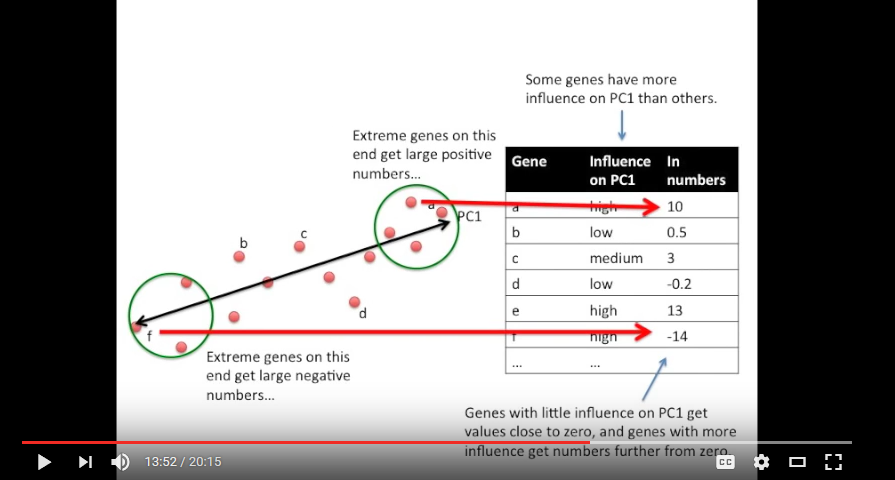 Some genes have more
influence on PC1 than others.
Extreme genes on this
end get large positive
numbers...
Gene Influence on PC1 In numbers
a high 10
b low 0.5
c medium 3
d low -0.2
e high 13
f high -14
... ...
a
PC1
b
c
d
f
Extreme genes on this
end get large negative
numbers...
Genes with little influence on PC1 get
values close to zero, and genes with more
influence get numbers further from zero.
13:52 / 20:15
CC